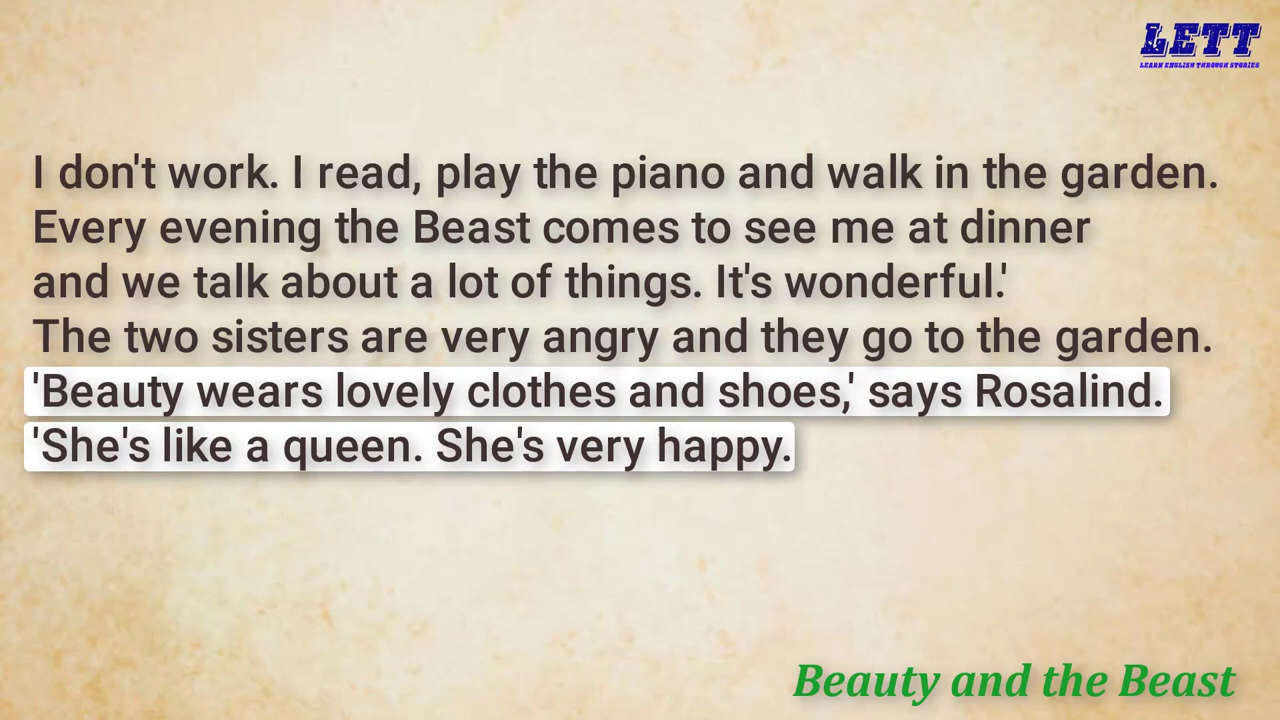 LETT
LEARN ENGLISH THROUGH STORIES
I don't work. I read, play the piano and walk in the garden.
Every evening the Beast comes to see me at dinner
and we talk about a lot of things. It's wonderful.'
The two sisters are very angry and they go to the garden.
'Beauty wears lovely clothes and shoes,' says Rosalind.
'She's like a queen. She's very happy.
Beauty and the Beast